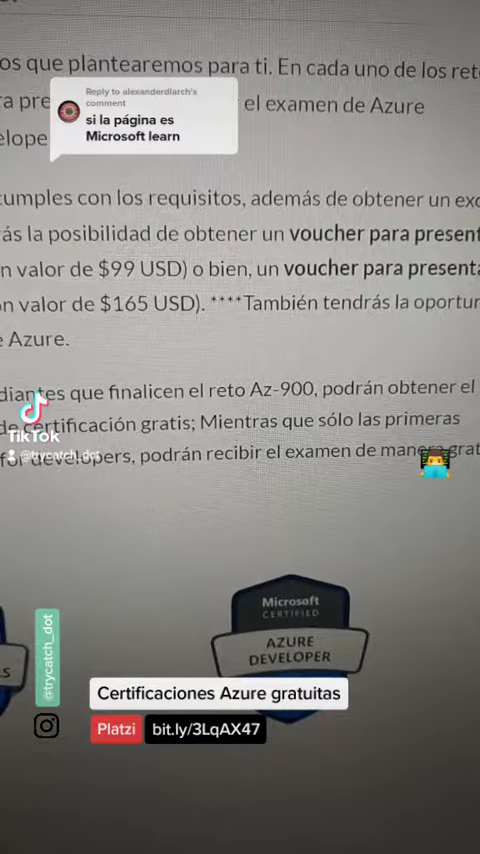 os que plantearemos para ti. En cada uno de los ret
ra pre
el examen de Azure
elope
Reply to alexanderdlarch's
comment
si la página es
Microsoft learn
cumples con los requisitos, además de obtener un exc
rás la posibilidad de obtener un voucher para present
n valor de $99 USD) o bien, un voucher para presenta
on valor de $165 USD). ****También tendrás la oportun
e Azure.
diantes que finalicen el reto Az-900, podrán obtener el
de certificación gratis; Mientras que sólo las primeras
for developers, podrán recibir el examen de manera grat
TikTok
@trycatch_dot
Microsoft
CERTIFIED
AZURE
DEVELOPER
S
@trycatch_dot
Certificaciones Azure gratuitas
Platzi bit.ly/3LqAX47